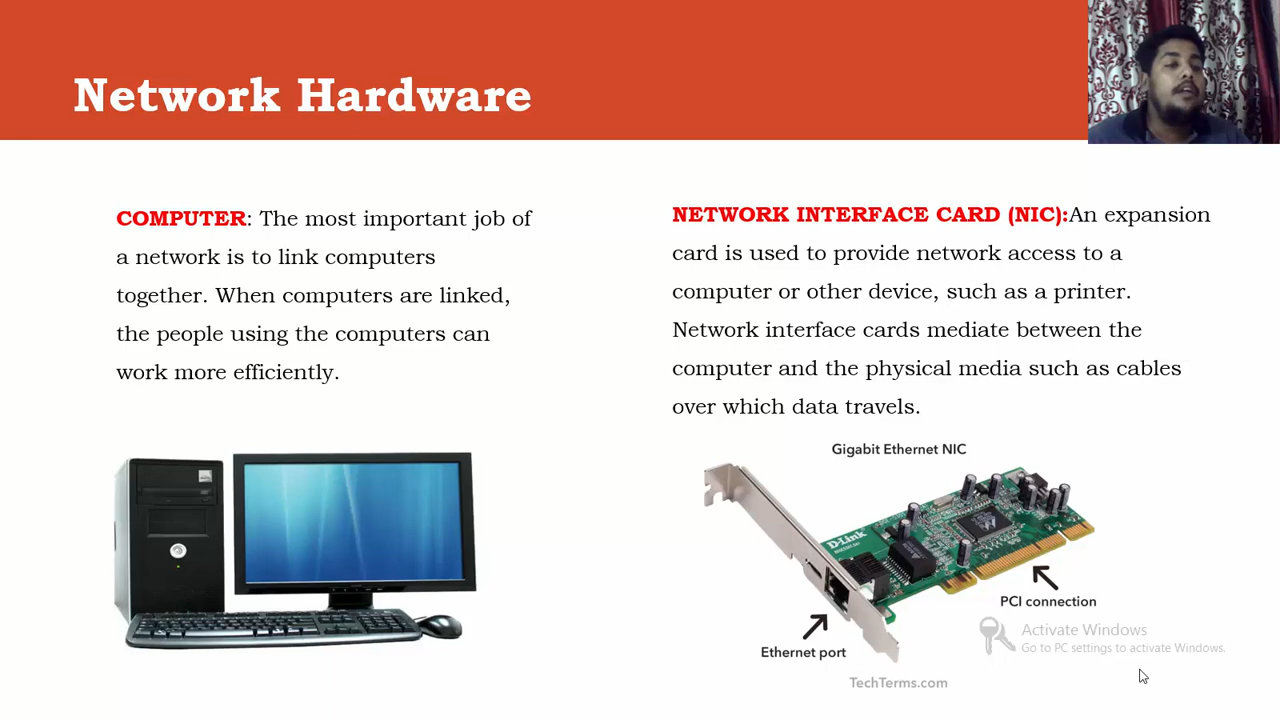 Network Hardware
COMPUTER: The most important job of
a network is to link computers
together. When computers are linked,
the people using the computers can
work more efficiently.
NETWORK INTERFACE CARD (NIC):An expansion
card is used to provide network access to a
computer or other device, such as a printer.
Network interface cards mediate between the
computer and the physical media such as cables
over which data travels.
Gigabit Ethernet NIC
D-Link
PCI connection
Ethernet port
TechTerms.com
Activate Windows
Go to PC settings to activate Windows.